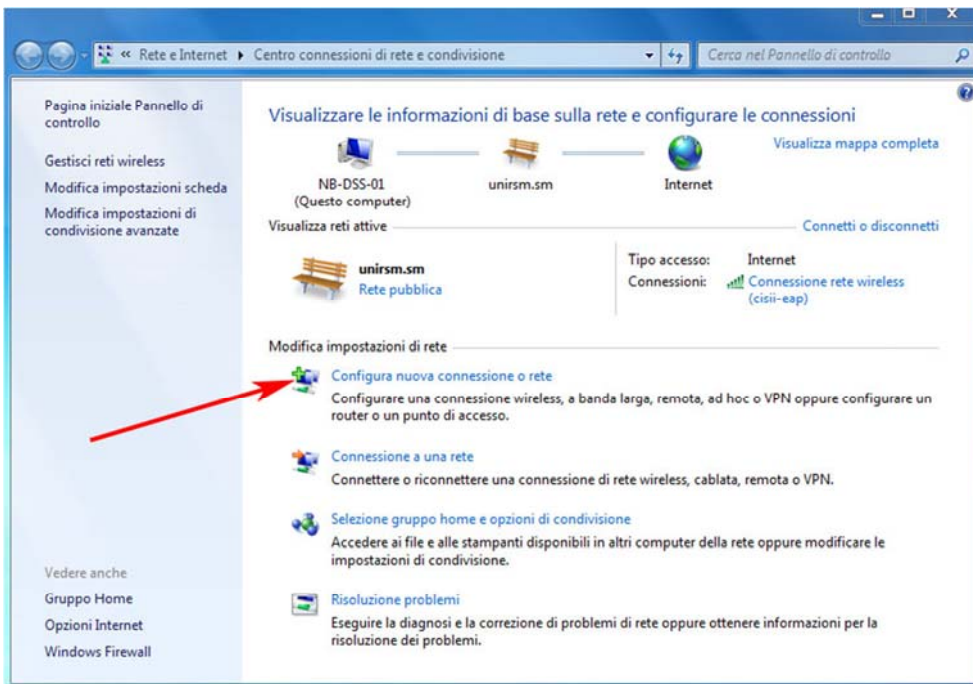 « Rete e Internet ▸ Centro connessioni di rete e condivisione
Cerca nel Pannello di controllo
Pagina iniziale Pannello di
controllo
Gestisci reti wireless
Modifica impostazioni scheda
Modifica impostazioni di
condivisione avanzate
Vedere anche
Gruppo Home
Opzioni Internet
Windows Firewall
Visualizzare le informazioni di base sulla rete e configurare le connessioni
Visualizza mappa completa
NB-DSS-01
(Questo computer)
unirsm.sm
Internet
Visualizza reti attive
Connetti o disconnetti
unirsm.sm
Rete pubblica
Tipo accesso: Internet
Connessioni: Connessione rete wireless
(cisii-eap)
Modifica impostazioni di rete
Configura nuova connessione o rete
Configurare una connessione wireless, a banda larga, remota, ad hoc o VPN oppure configurare un
router o un punto di accesso.
Connessione a una rete
Connettere o riconnettere una connessione di rete wireless, cablata, remota o VPN.
Selezione gruppo home e opzioni di condivisione
Accedere ai file e alle stampanti disponibili in altri computer della rete oppure modificare le
impostazioni di condivisione.
Risoluzione problemi
Eseguire la diagnosi e la correzione di problemi di rete oppure ottenere informazioni per la
risoluzione dei problemi.